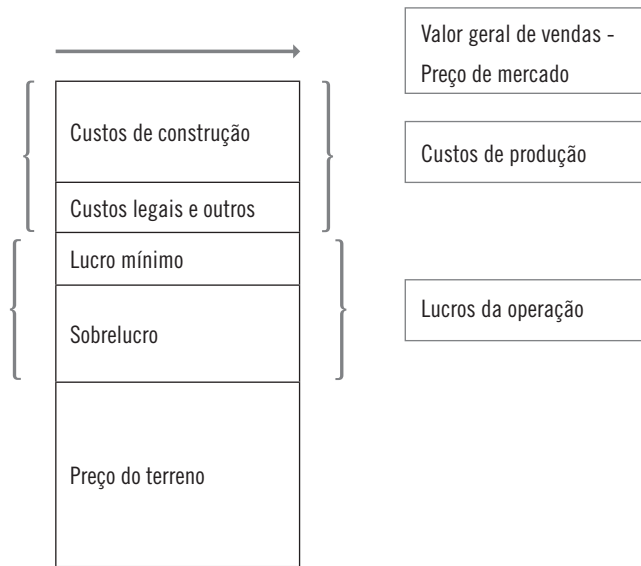 Valor geral de vendas -
Preço de mercado
Custos de construção
Custos de produção
Custos legais e outros
Lucro mínimo
Lucros da operação
Sobrelucro
Preço do terreno